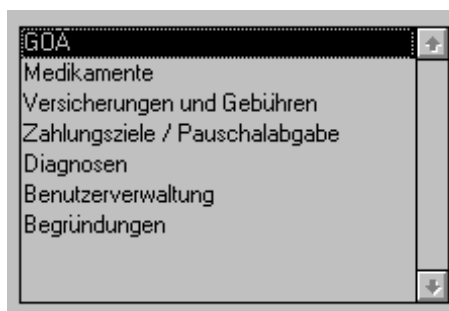 GOÄ
Medikamente
Versicherungen und Gebühren
Zahlungsziele / Pauschalabgabe
Diagnosen
Benutzerverwaltung
Begründungen